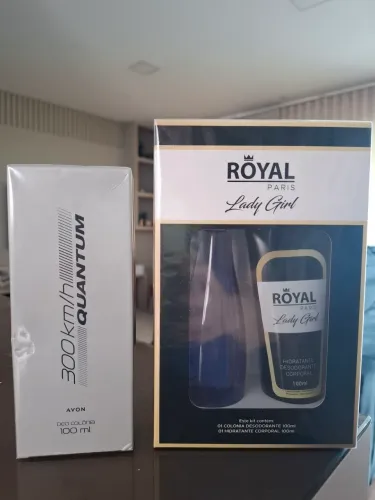 300km/h
QUANTUM
AVON
DEO COLÔNIA
100 ml
ROYAL
PARIS
Lady Girl
ROYAL
PARIS
Lady Girl
HIDRATANTE
DESODORANTE
CORPORAL
100ml
Este kit contém:
01 COLÔNIA DESODORANTE 100ml
01 HIDRATANTE CORPORAL 100ml